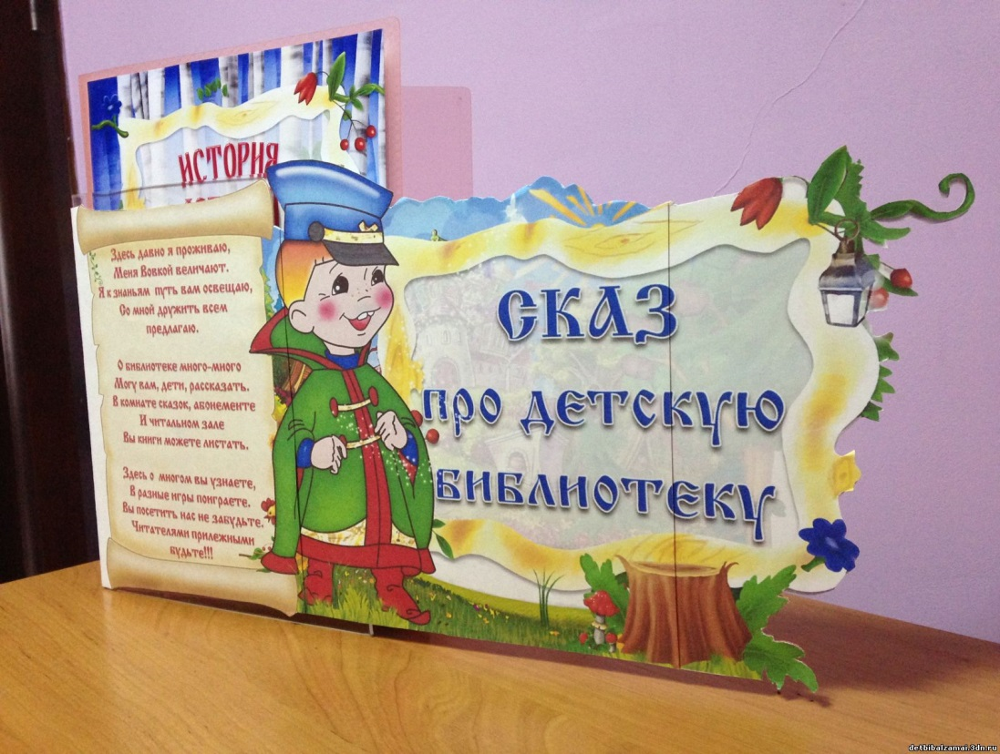 ИСТОРИЯ
Здесь давно я проживаю,
Меня Вовкой величают.
Я к знаньям путь вам освещаю,
Со мной дружить всем
предлагаю.
О библиотеке много-много
Могу вам, дети, рассказать.
В комнате сказок, абонементе
И читальном зале
Вы книги можете листать.
Здесь о многом вы узнаете,
В разные игры поиграете.
Вы посетить нас не забудьте.
Читателями прилежными
будьте!!!
СКАЗ
ПРО ДЕТСКУЮ
БИБЛИОТЕКУ
detbibalzamai.3dn.ru